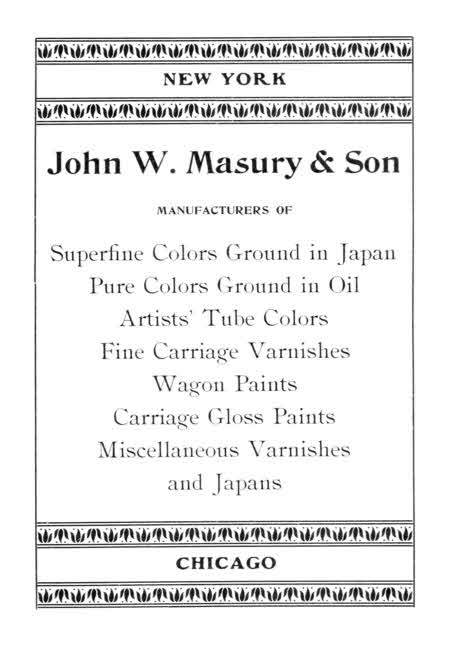 NEW YORK
John W. Masury & Son
MANUFACTURERS OF
Superfine Colors Ground in Japan
Pure Colors Ground in Oil
Artists' Tube Colors
Fine Carriage Varnishes
Wagon Paints
Carriage Gloss Paints
Miscellaneous Varnishes
and Japans
CHICAGO